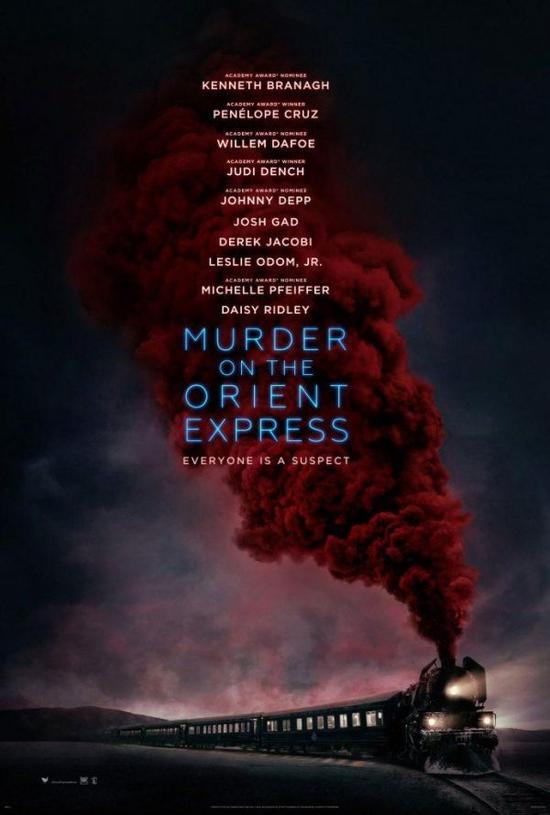 ACADEMY AWARD® NOMINEE
KENNETH BRANAGH
ACADEMY AWARD® WINNER
PENÉLOPE CRUZ
ACADEMY AWARD® NOMINEE
WILLEM DAFOE
ACADEMY AWARD® WINNER
JUDI DENCH
ACADEMY AWARD® NOMINEE
JOHNNY DEPP
JOSH GAD
DEREK JACOBI
LESLIE ODOM, JR.
ACADEMY AWARD® NOMINEE
MICHELLE PFEIFFER
DAISY RIDLEY
MURDER
ON THE
ORIENT
EXPRESS
EVERYONE IS A SUSPECT